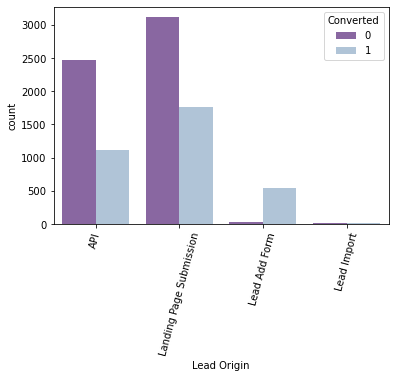 Converted
0
1
3000
2500
2000
1500
1000
500
0
count
API
Landing Page Submission
Lead Add Form
Lead Import
Lead Origin